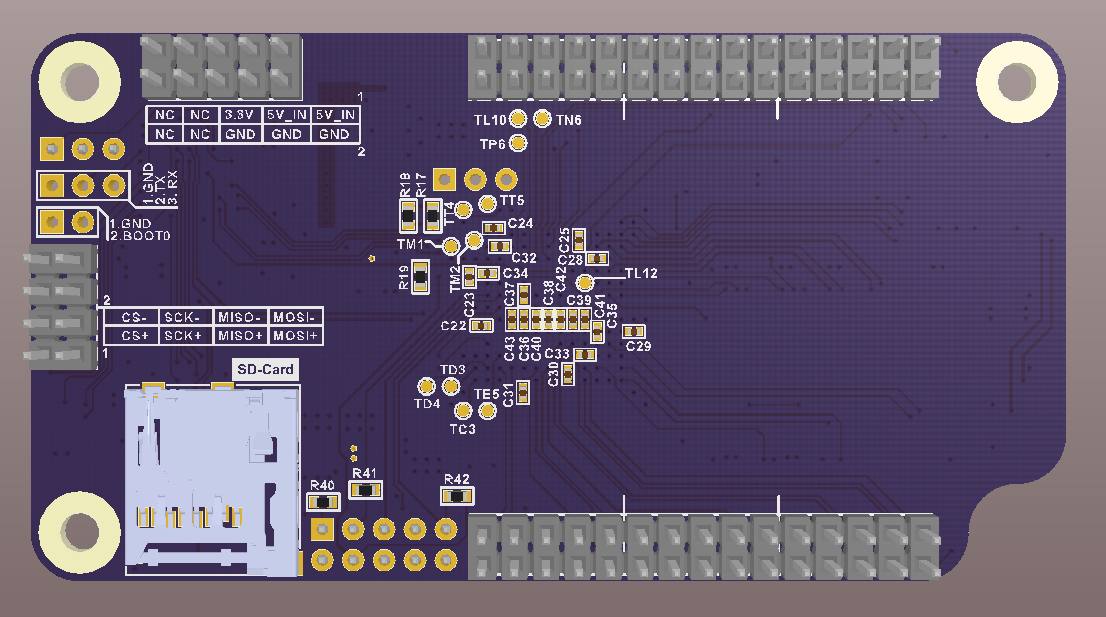 1
NC NC 3.3V 5V_IN 5V_IN
NC NC GND GND GND
2
TL10 TN6
TP6
1.GND
2. TX
3. RX
R18
R17
TT5
TT4
1.GND
2.BOOT0
C24
TM1
C32
C25
C28
R19
TM2
C34
C42
TL12
C23
C37
C38
C39
2
CS- SCK- MISO- MOSI-
CS+ SCK+ MISO+ MOSI+
1
C41
C35
C22
C29
C43
C36
C40
C33
C30
SD-Card
TD3
TD4
TE5
C31
TC3
R40
R41
R42